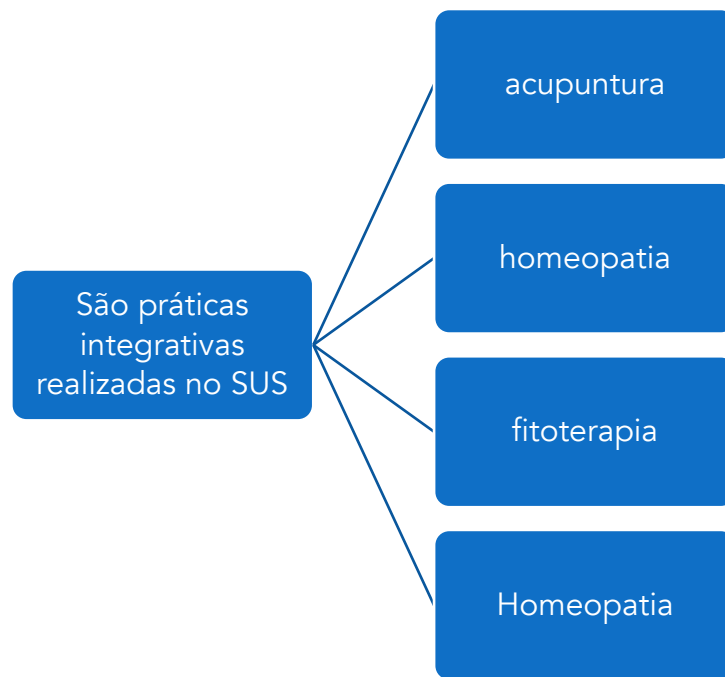 São práticas
integrativas
realizadas no SUS
acupuntura
homeopatia
fitoterapia
Homeopatia